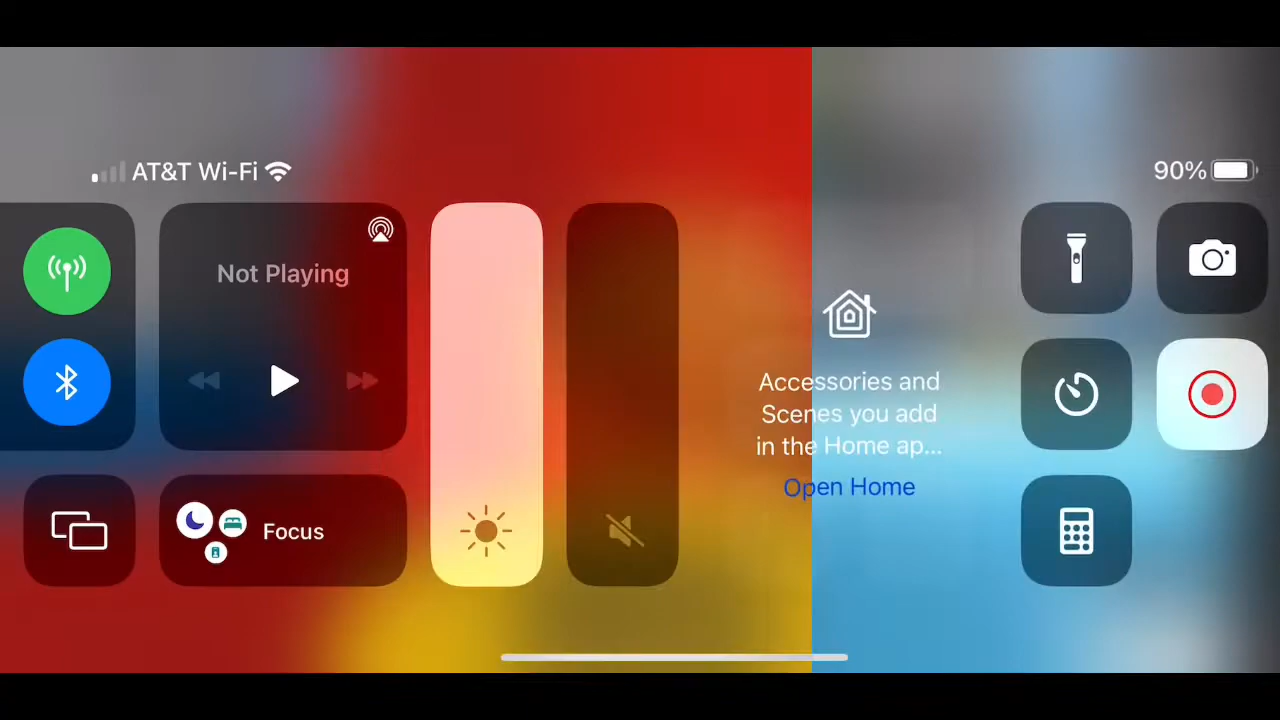 AT&T Wi-Fi
90%
Not Playing
Focus
Accessories and
Scenes you add
in the Home ap...
Open Home